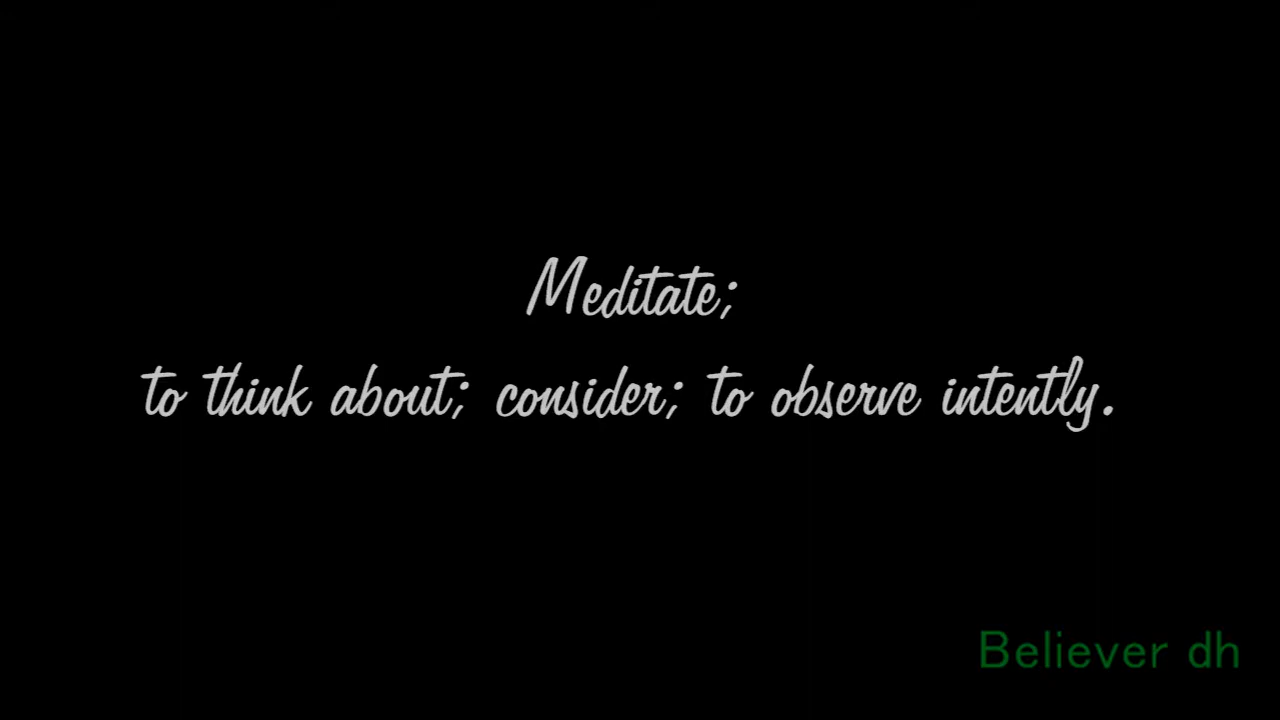 Meditate;
to think about; consider; to observe intently.
Believer dh